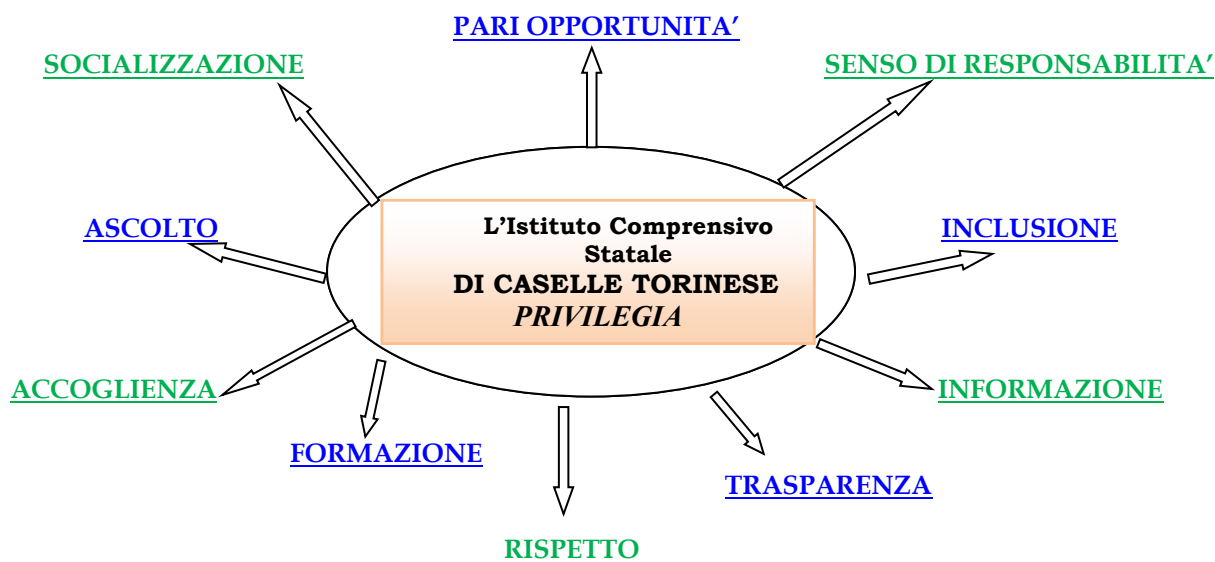 PARI OPPORTUNITA’
SOCIALIZZAZIONE
SENSO DI RESPONSABILITA’
ASCOLTO
L’Istituto Comprensivo
Statale
DI CASELLE TORINESE
PRIVILEGIA
INCLUSIONE
ACCOGLIENZA
INFORMAZIONE
FORMAZIONE
TRASPARENZA
RISPETTO